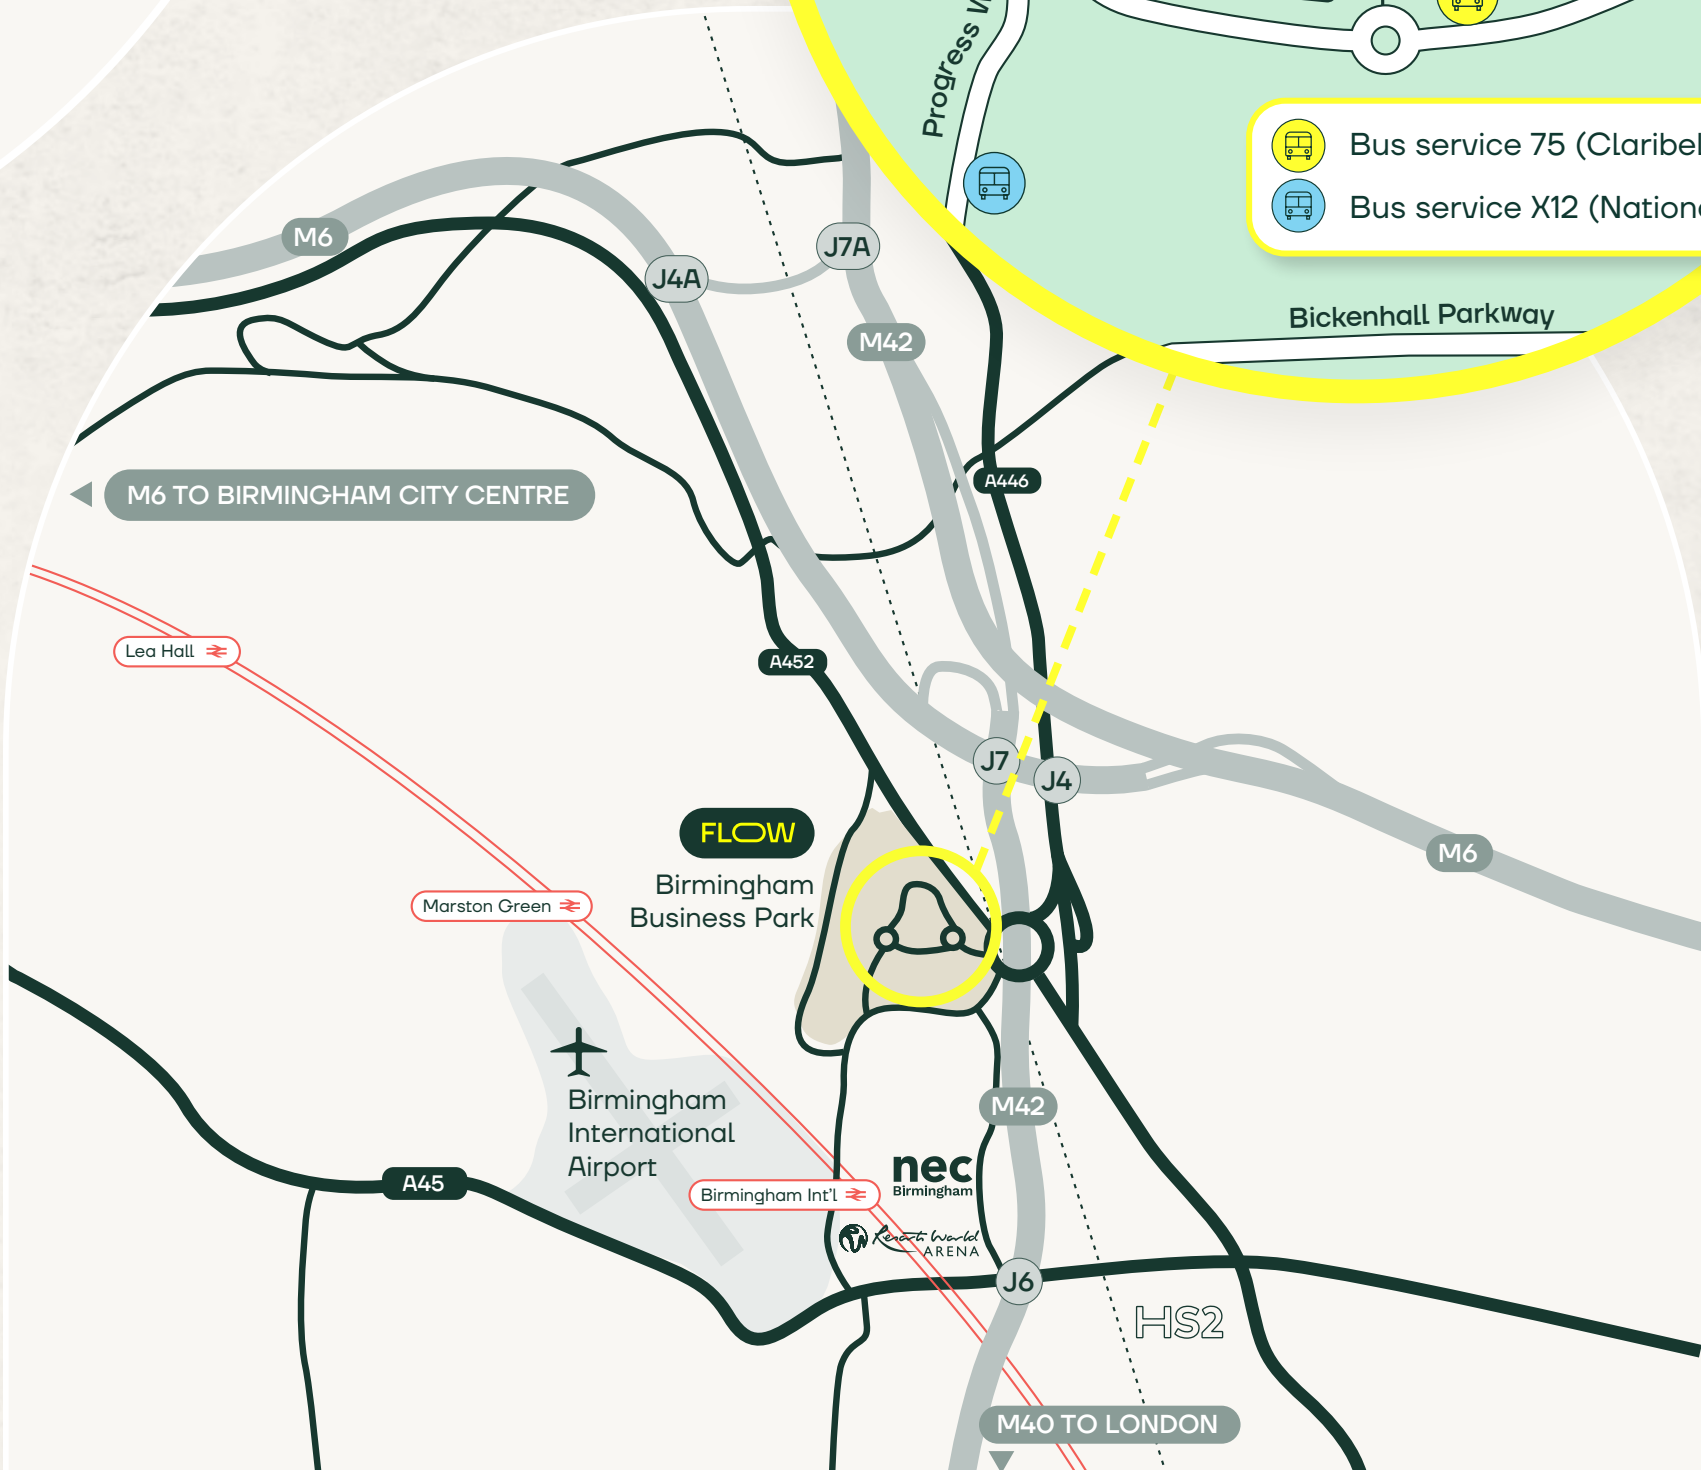 Progress
Bus service 75 (Claribel
Bus service X12 (Nationa
Bickenhall Parkway
M6
J4A
J7A
M42
A446
M6 TO BIRMINGHAM CITY CENTRE
Lea Hall
A452
J7
J4
M6
FLOW
Birmingham
Business Park
Marston Green
Birmingham
International
Airport
M42
nec
Birmingham
A45
Birmingham Int'l
Resorts World
ARENA
J6
HS2
M40 TO LONDON